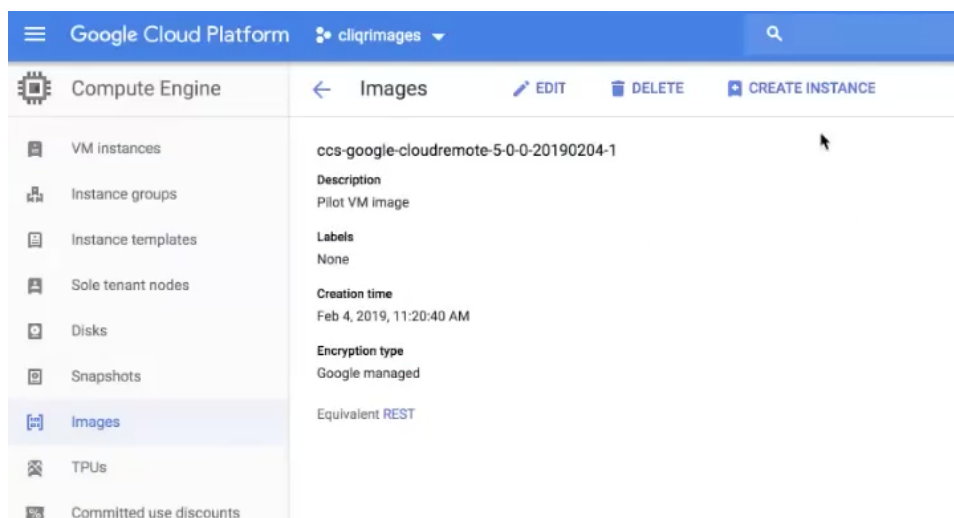 Google Cloud Platform cliqrimages
Compute Engine
Images EDIT DELETE CREATE INSTANCE
VM instances
Instance groups
Instance templates
Sole tenant nodes
Disks
Snapshots
Images
TPUs
Committed use discounts
ccs-google-cloudremote-5-0-0-20190204-1
Description
Pilot VM image
Labels
None
Creation time
Feb 4, 2019, 11:20:40 AM
Encryption type
Google managed
Equivalent REST